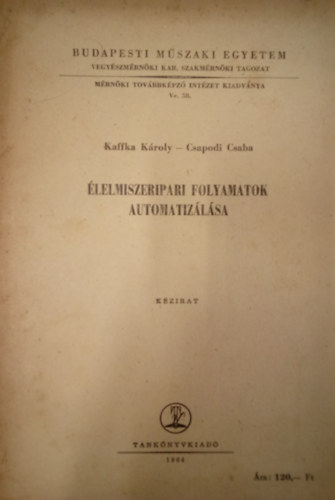 BUDAPESTI MŰSZAKI EGYETEM
VEGYÉSZMÉRNÖKI KAR. SZAKMÉRNÖKI TAGOZAT
MÉRNÖKI TOVÁBBKÉPZŐ INTÉZET KIADVÁNYA
Kaffka Károly – Csapodi Csaba
ÉLELMISZERIPARI FOLYAMATOK
AUTOMATIZÁLÁSA
KÉZIRAT
TANKÖNYVKIADÓ
Ára: 120,— Ft